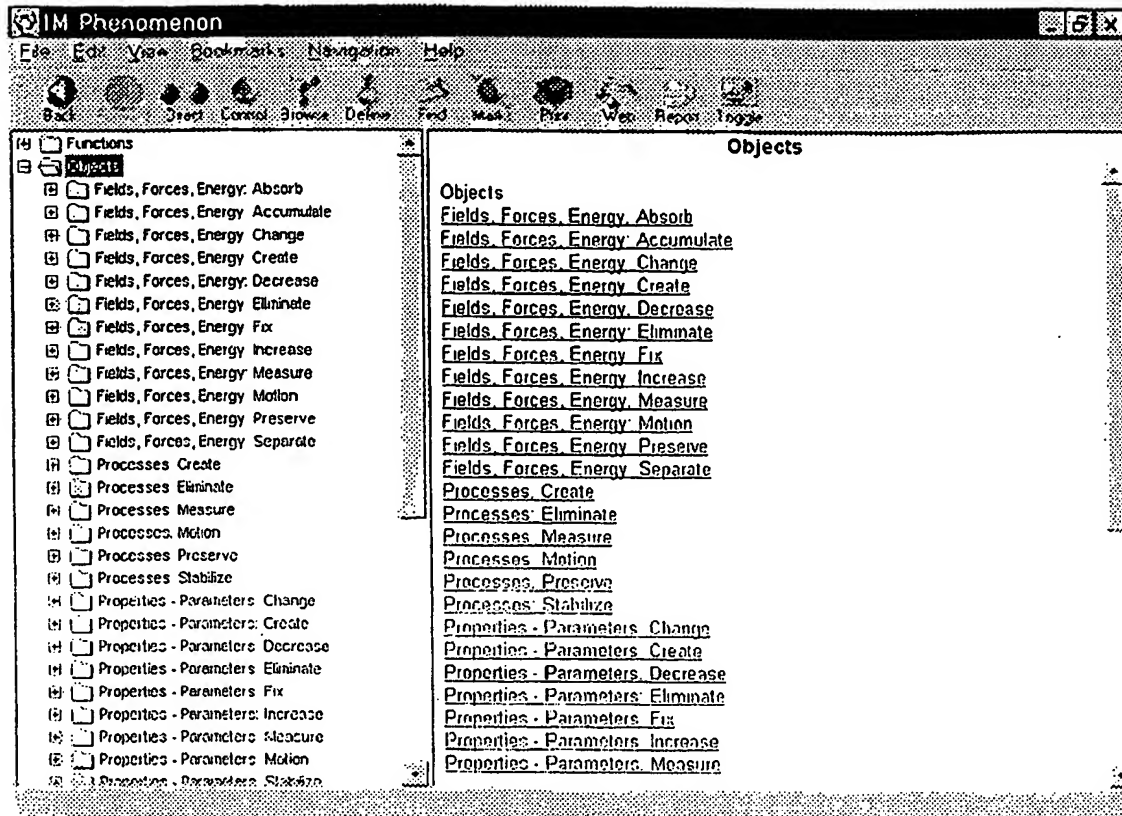 IM Phenomenon
File Edit View Bookmarks Navigation Help
Back Direct Control Browse Define Find Print Web Report Toggle
Functions
Objects
Fields, Forces, Energy: Absorb
Fields, Forces, Energy Accumulate
Fields, Forces, Energy Change
Fields, Forces, Energy Create
Fields, Forces, Energy: Decrease
Fields, Forces, Energy Eliminate
Fields, Forces, Energy Fix
Fields, Forces, Energy Increase
Fields, Forces, Energy Measure
Fields, Forces, Energy Motion
Fields, Forces, Energy Preserve
Fields, Forces, Energy Separate
Processes Create
Processes Eliminate
Processes Measure
Processes. Motion
Processes Preserve
Processes Stabilize
Properties - Parameters Change
Properties - Parameters: Create
Properties - Parameters Decrease
Properties - Parameters Eliminate
Properties - Parameters Fix
Properties - Parameters: Increase
Properties - Parameters Measure
Properties - Parameters Motion
Properties - Parameters Stabilize
Objects
Objects
Fields, Forces, Energy. Absorb
Fields, Forces, Energy: Accumulate
Fields, Forces, Energy Change
Fields, Forces, Energy Create
Fields, Forces, Energy. Decrease
Fields, Forces, Energy: Eliminate
Fields, Forces, Energy Fix
Fields, Forces, Energy Increase
Fields, Forces, Energy. Measure
Fields, Forces, Energy: Motion
Fields, Forces, Energy Preserve
Fields, Forces, Energy Separate
Processes. Create
Processes: Eliminate
Processes Measure
Processes Motion
Processes. Preserve
Processes: Stabilize
Properties - Parameters Change
Properties - Parameters Create
Properties - Parameters. Decrease
Properties - Parameters: Eliminate
Properties - Parameters Fix
Properties - Parameters Increase
Properties - Parameters. Measure